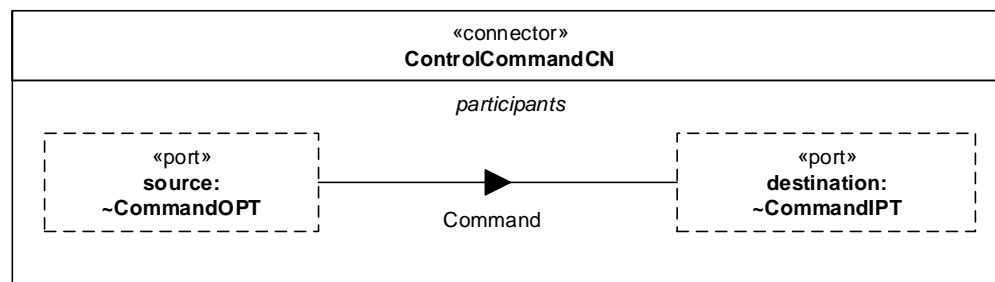 «connector»
ControlCommandCN
participants
«port»
source:
~CommandOPT
Command
«port»
destination:
~CommandIPT